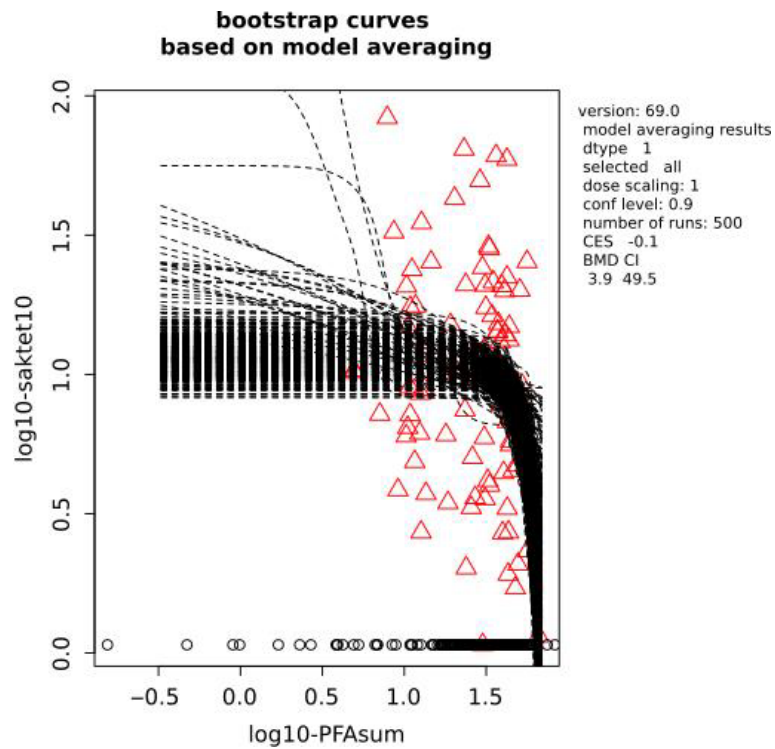 bootstrap curves
based on model averaging
version: 69.0
model averaging results
dtype 1
selected all
dose scaling: 1
conf level: 0.9
number of runs: 500
CES -0.1
BMD CI
3.9 49.5
log10-saktet10
2.0
1.5
1.0
0.5
0.0
-0.5 0.0 0.5 1.0 1.5
log10-PFAsum